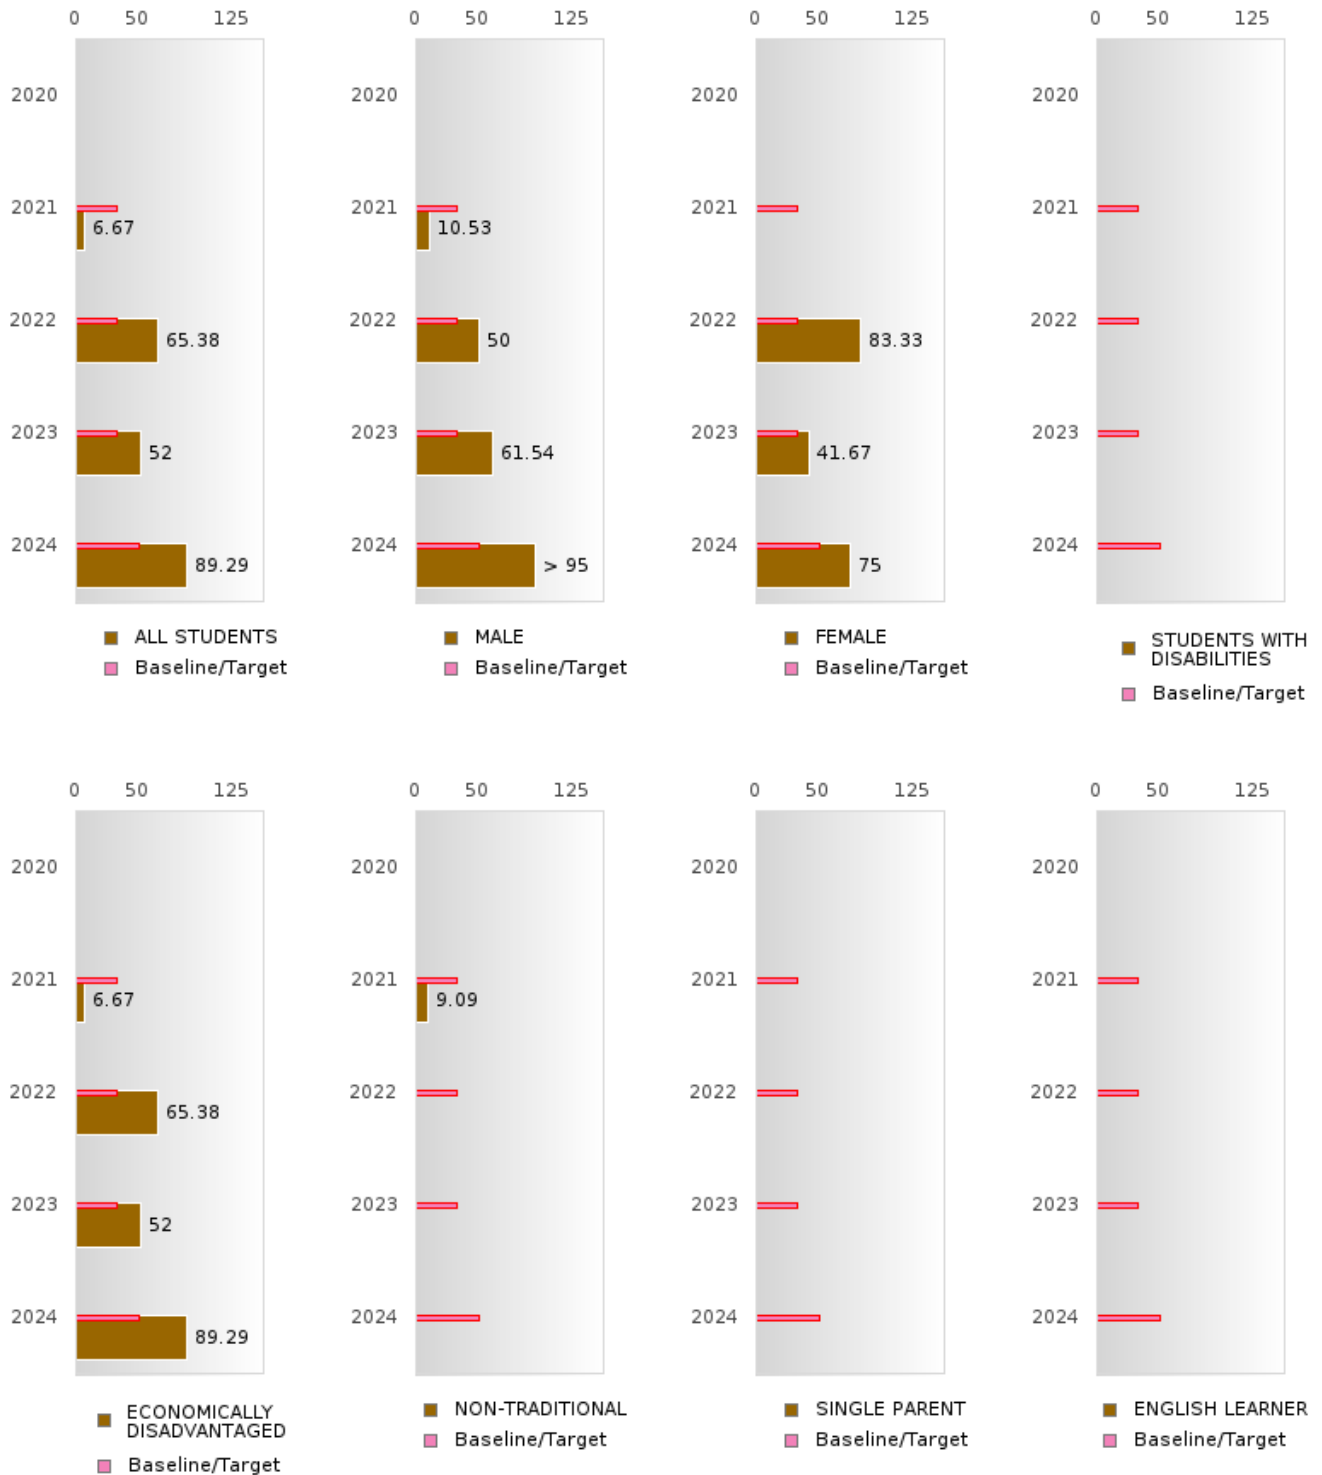 0 50 125
2020
2021
6.67
2022
65.38
2023
52
2024
89.29
ALL STUDENTS
Baseline/Target
0 50 125
2020
2021
10.53
2022
50
2023
61.54
2024
> 95
MALE
Baseline/Target
0 50 125
2020
2021
2022
83.33
2023
41.67
2024
75
FEMALE
Baseline/Target
0 50 125
2020
2021
2022
2023
2024
STUDENTS WITH
DISABILITIES
Baseline/Target
0 50 125
2020
2021
6.67
2022
65.38
2023
52
2024
89.29
ECONOMICALLY
DISADVANTAGED
Baseline/Target
0 50 125
2020
2021
9.09
2022
2023
2024
NON-TRADITIONAL
Baseline/Target
0 50 125
2020
2021
2022
2023
2024
SINGLE PARENT
Baseline/Target
0 50 125
2020
2021
2022
2023
2024
ENGLISH LEARNER
Baseline/Target